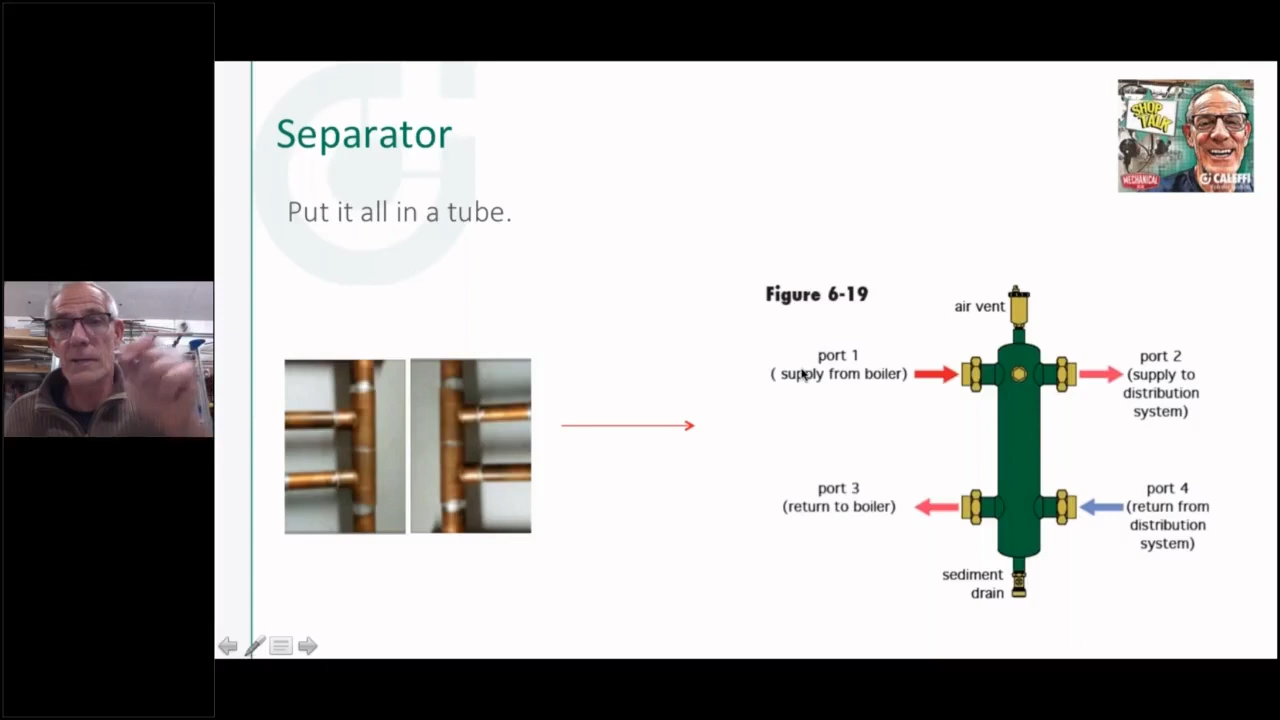 Separator
Put it all in a tube.
SHOP
TALK
MECHANICAL
CALEFFI
Figure 6-19
air vent
port 1
( supply from boiler)
port 2
(supply to
distribution
system)
port 3
(return to boiler)
port 4
(return from
distribution
system)
sediment
drain